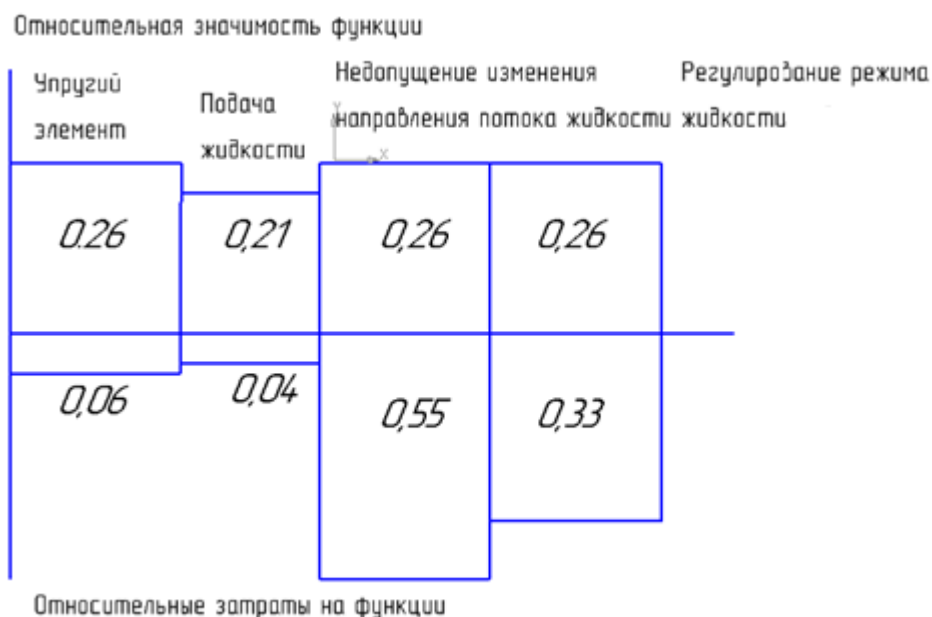 Относительная значимость функции
Упругий
элемент
Подача
жидкости
Недопущение изменения
направления потока жидкости
Регулирование режима
жидкости
Y
X
0.26
0,21
0,26
0,26
0,06
0,04
0,55
0,33
Относительные затраты на функции